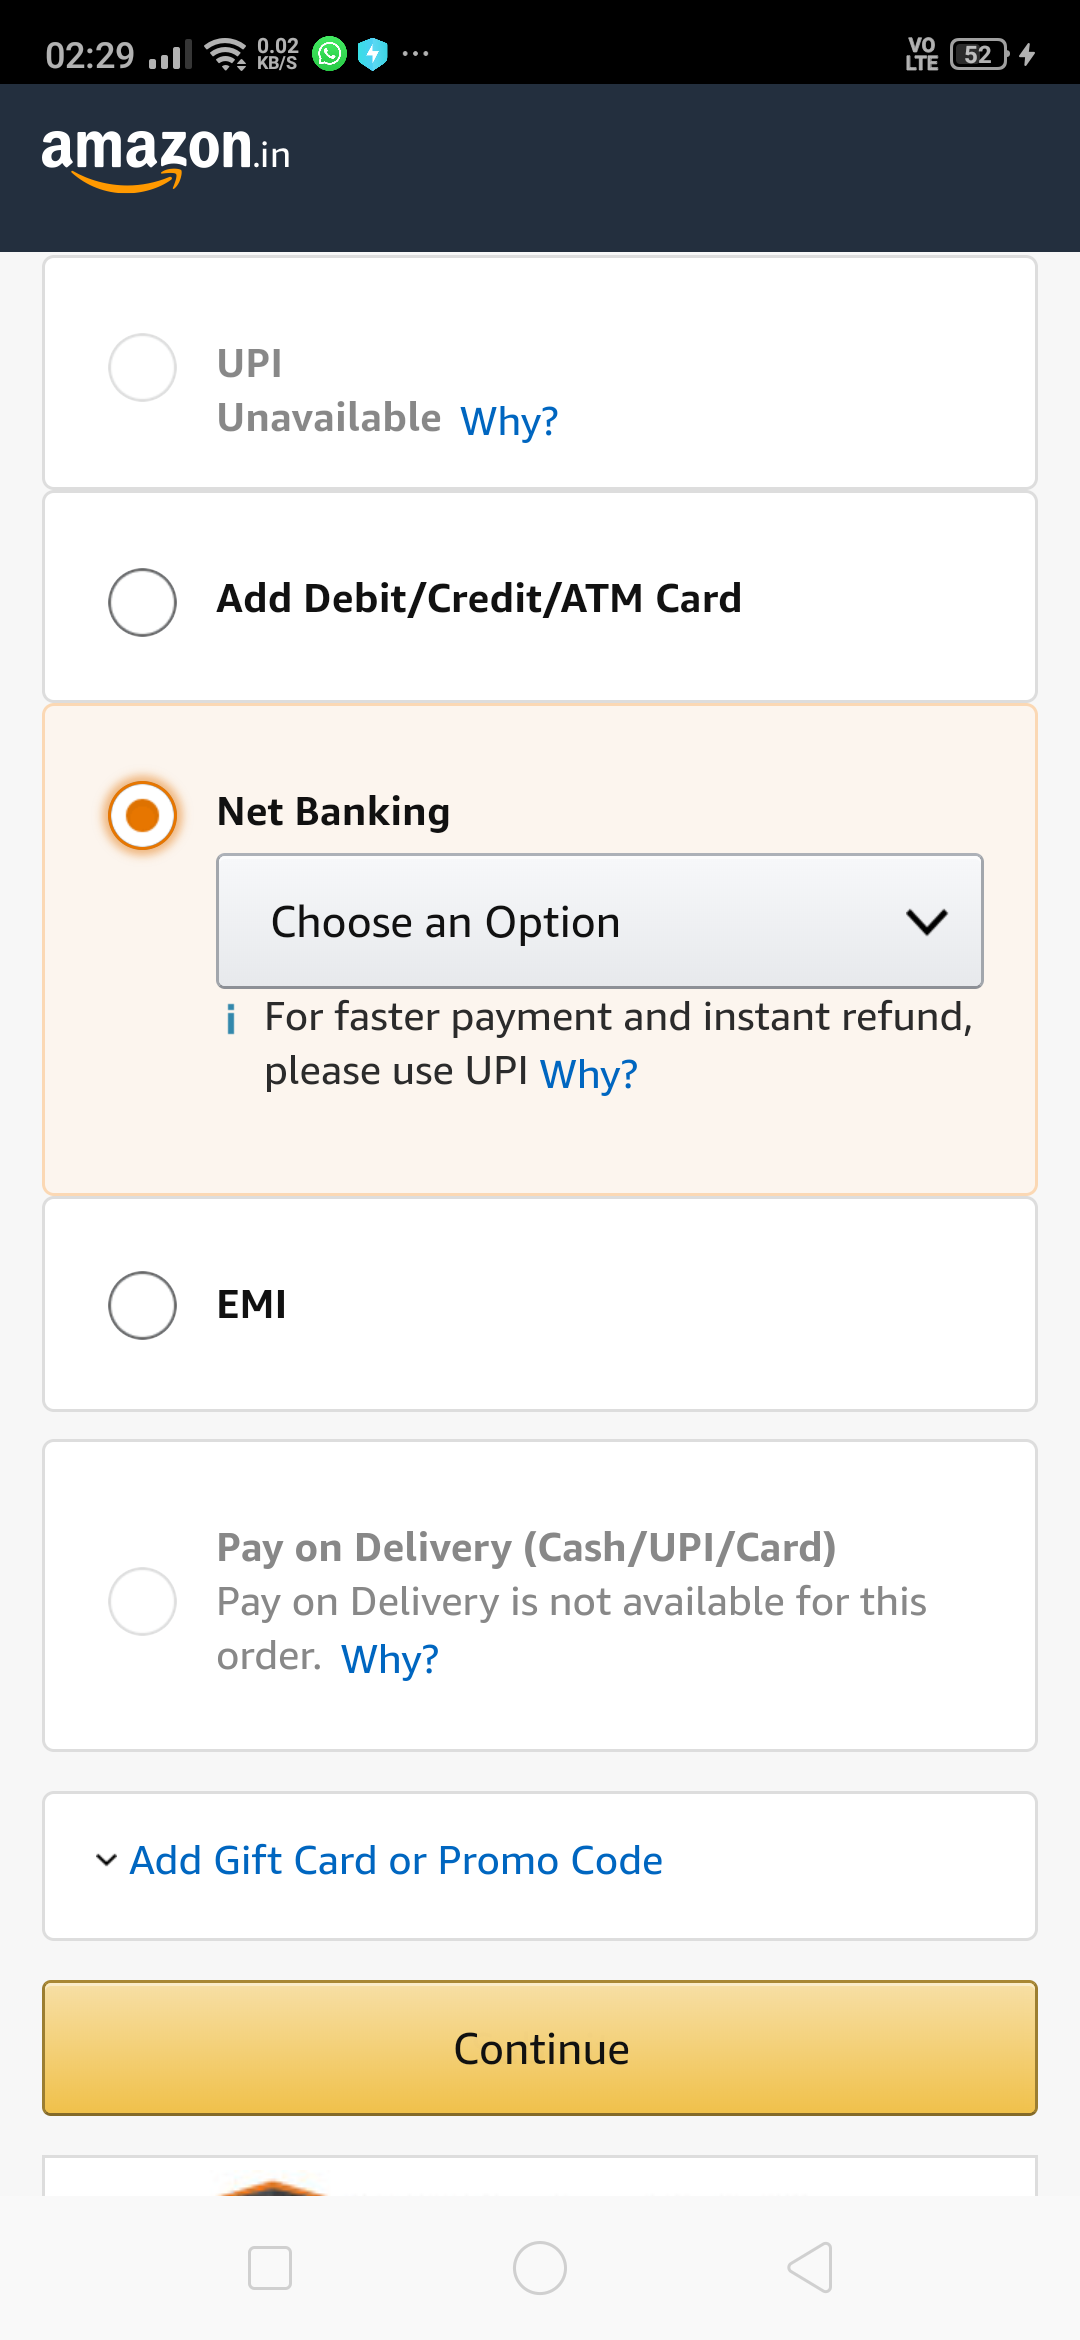 02:29 0.02 KB/S VO LTE 52
amazon.in
UPI
Unavailable Why?
Add Debit/Credit/ATM Card
Net Banking
Choose an Option
i For faster payment and instant refund,
please use UPI Why?
EMI
Pay on Delivery (Cash/UPI/Card)
Pay on Delivery is not available for this
order. Why?
Add Gift Card or Promo Code
Continue